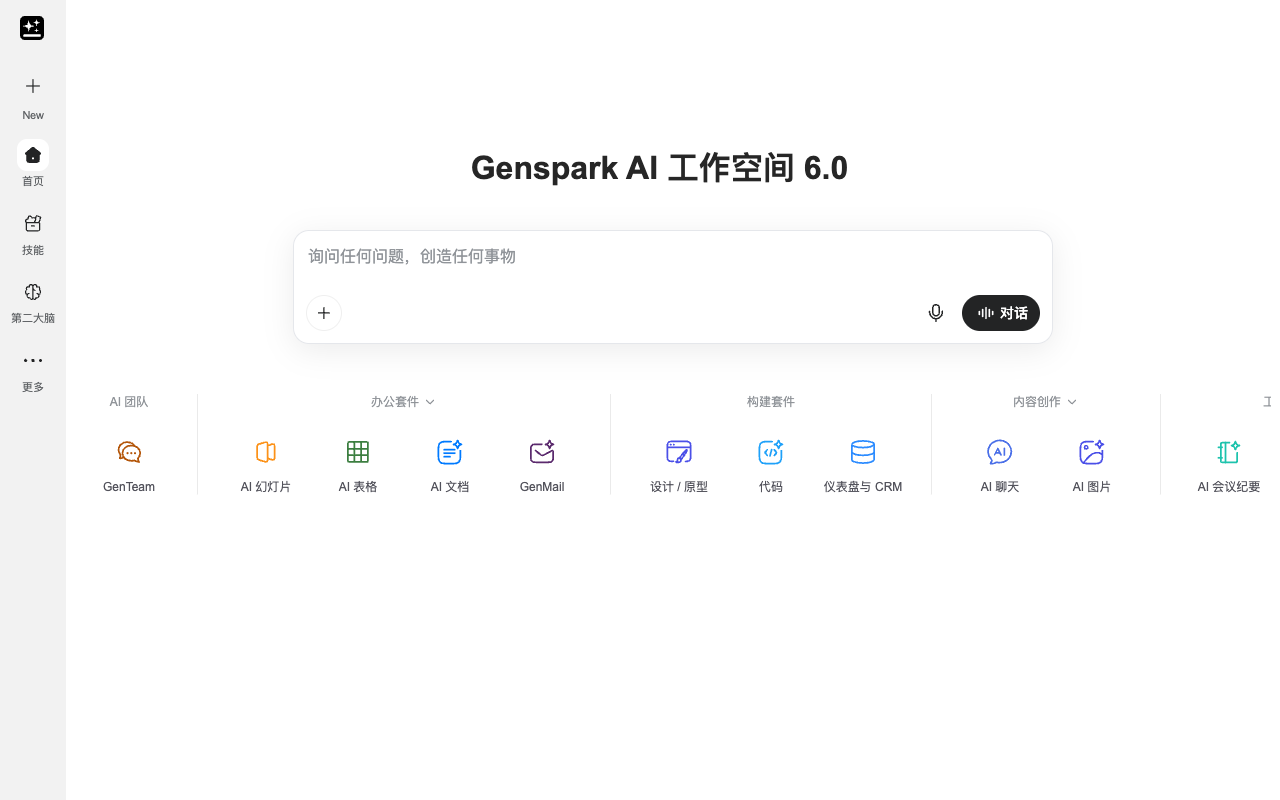 New
首页
技能
第二大脑
更多
Genspark AI 工作空间 6.0
询问任何问题，创造任何事物
对话
AI 团队
GenTeam
办公套件
AI 幻灯片
AI 表格
AI 文档
GenMail
构建套件
设计 / 原型
代码
仪表盘与 CRM
内容创作
AI 聊天
AI 图片
AI 会议纪要